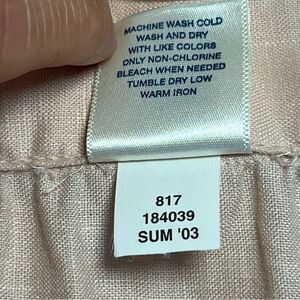 MACHINE WASH COLD
WASH AND DRY
WITH LIKE COLORS
ONLY NON-CHLORINE
BLEACH WHEN NEEDED
TUMBLE DRY LOW
WARM IRON
817
184039
SUM '03